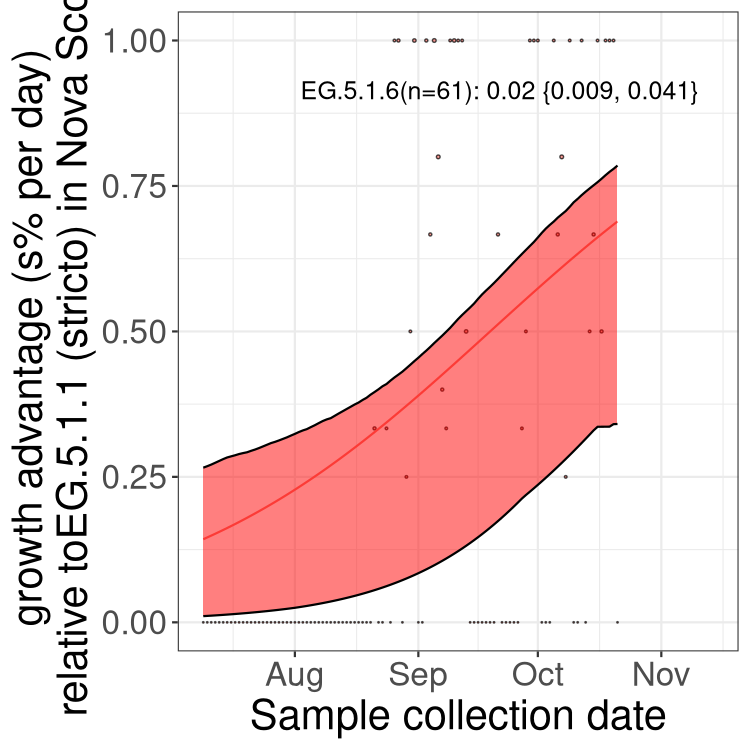 growth advantage (s% per day)
relative toEG.5.1.1 (stricto) in Nova Sco
1.00
0.75
0.50
0.25
0.00
EG.5.1.6(n=61): 0.02 {0.009, 0.041}
Aug Sep Oct Nov
Sample collection date